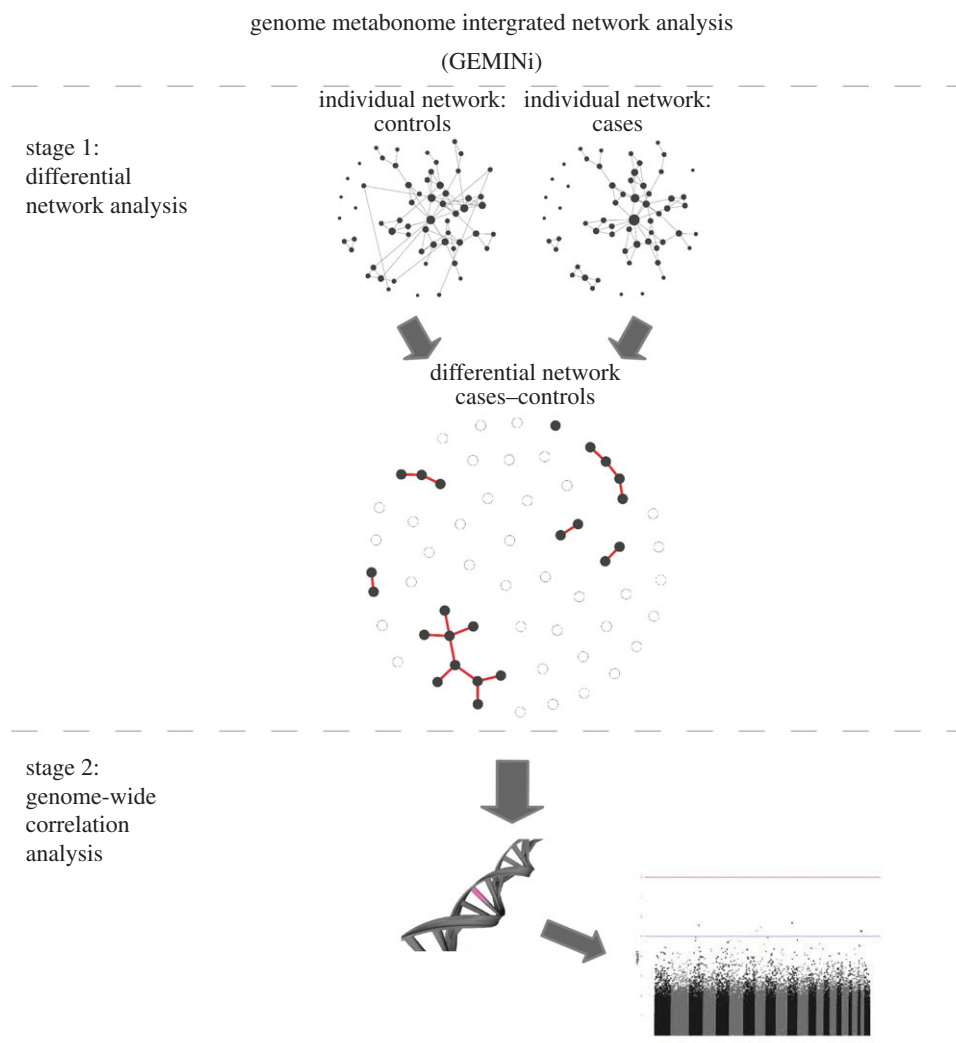 genome metabonome intergrated network analysis
(GEMINi)
individual network:
controls
individual network:
cases
stage 1:
differential
network analysis
differential network
cases–controls
stage 2:
genome-wide
correlation
analysis